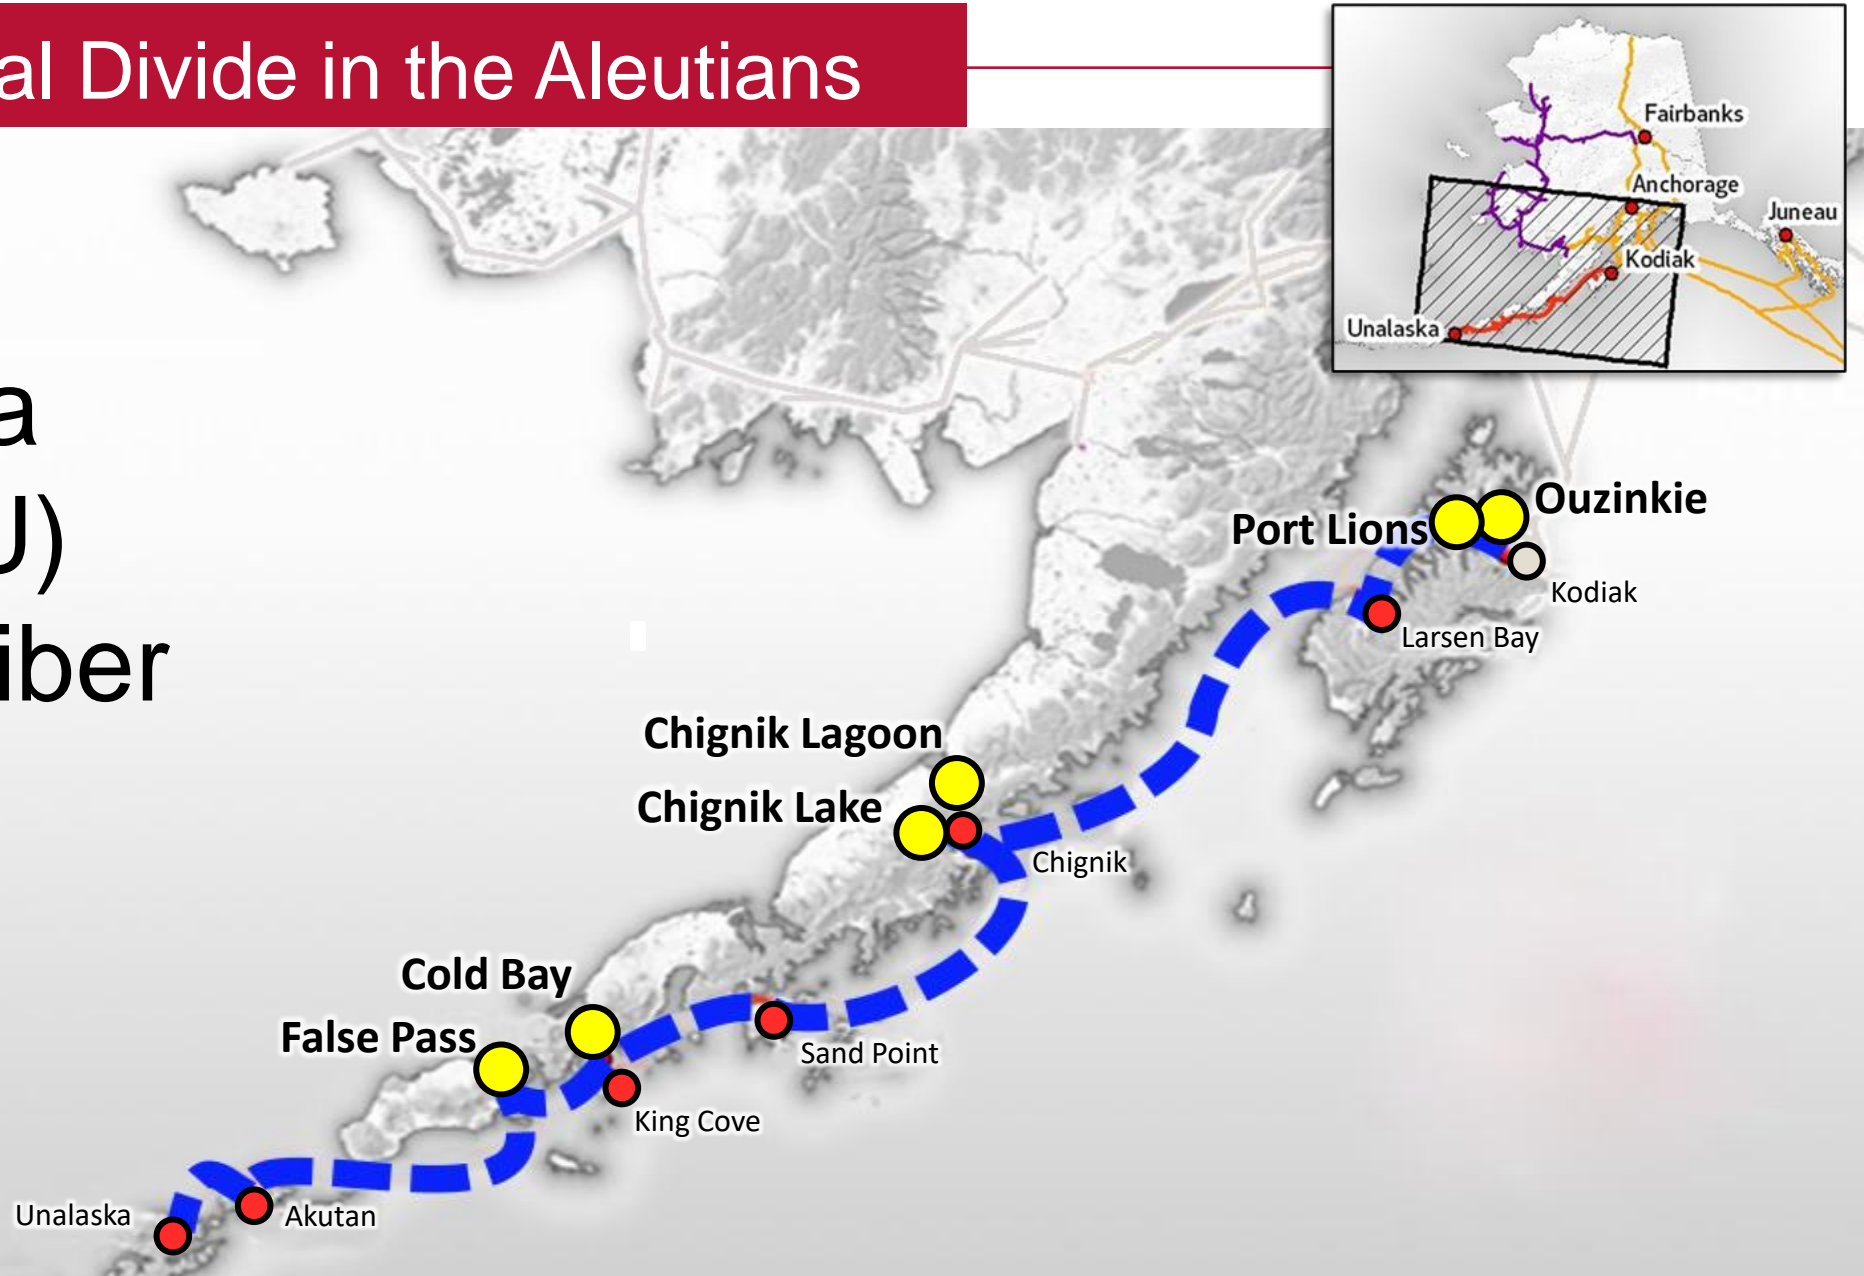 al Divide in the Aleutians
Fairbanks
Anchorage
Juneau
Kodiak
Unalaska
a
U)
iber
Ouzinkie
Port Lions
Kodiak
Larsen Bay
Chignik Lagoon
Chignik Lake
Chignik
Cold Bay
False Pass
Sand Point
King Cove
Unalaska
Akutan